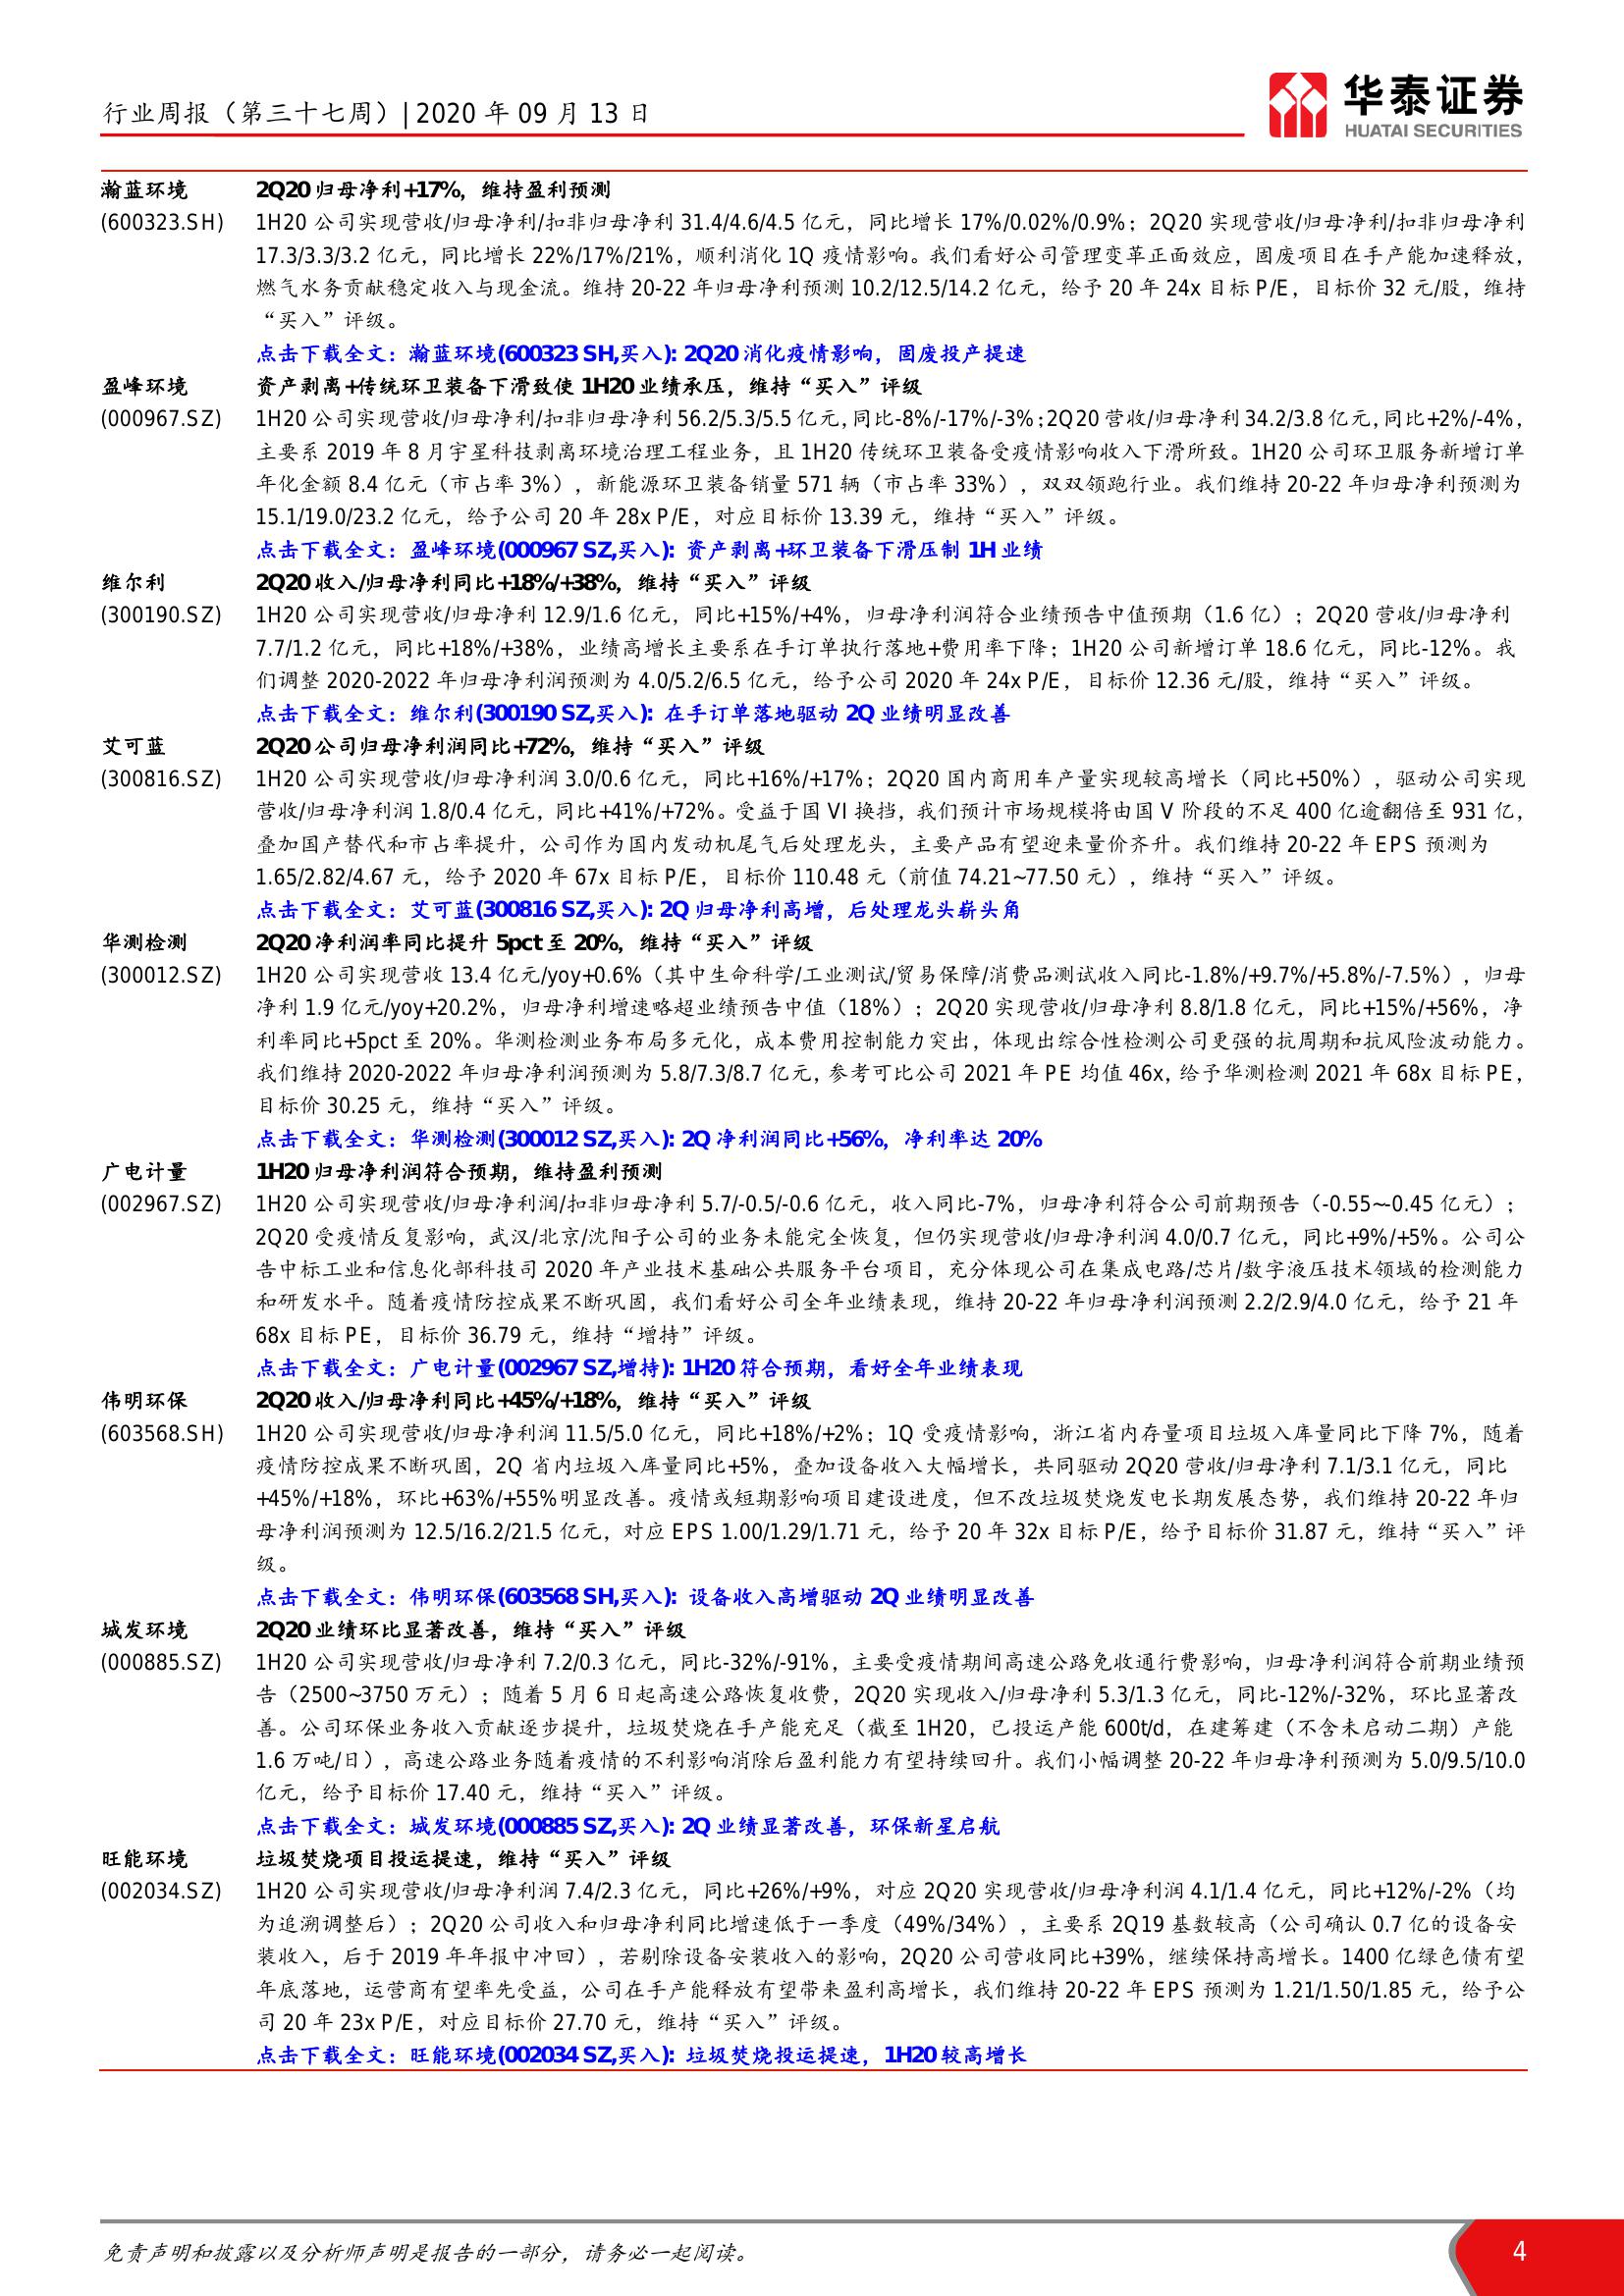 行业周报（第三十七周）| 2020 年 09 月 13 日
华泰证券
HUATAI SECURITIES
瀚蓝环境 2Q20 归母净利+17%，维持盈利预测
(600323.SH) 1H20 公司实现营收/归母净利/扣非归母净利 31.4/4.6/4.5 亿元，同比增长 17%/0.02%/0.9%；2Q20 实现营收/归母净利/扣非归母净利
17.3/3.3/3.2 亿元，同比增长 22%/17%/21%，顺利消化 1Q 疫情影响。我们看好公司管理变革正面效应，固废项目在手产能加速释放，
燃气水务贡献稳定收入与现金流。维持 20-22 年归母净利预测 10.2/12.5/14.2 亿元，给予 20 年 24x 目标 P/E，目标价 32 元/股，维持
“买入”评级。
点击下载全文：瀚蓝环境(600323 SH,买入): 2Q20 消化疫情影响，固废投产提速
盈峰环境 资产剥离+传统环卫装备下滑致使 1H20 业绩承压，维持“买入”评级
(000967.SZ) 1H20 公司实现营收/归母净利/扣非归母净利 56.2/5.3/5.5 亿元，同比-8%/-17%/-3%；2Q20 营收/归母净利 34.2/3.8 亿元，同比+2%/-4%，
主要系 2019 年 8 月宇星科技剥离环境治理工程业务，且 1H20 传统环卫装备受疫情影响收入下滑所致。1H20 公司环卫服务新增订单
年化金额 8.4 亿元（市占率 3%），新能源环卫装备销量 571 辆（市占率 33%），双双领跑行业。我们维持 20-22 年归母净利预测为
15.1/19.0/23.2 亿元，给予公司 20 年 28x P/E，对应目标价 13.39 元，维持“买入”评级。
点击下载全文：盈峰环境(000967 SZ,买入): 资产剥离+环卫装备下滑压制 1H 业绩
维尔利 2Q20 收入/归母净利同比+18%/+38%，维持“买入”评级
(300190.SZ) 1H20 公司实现营收/归母净利 12.9/1.6 亿元，同比+15%/+4%，归母净利润符合业绩预告中值预期（1.6 亿）；2Q20 营收/归母净利
7.7/1.2 亿元，同比+18%/+38%，业绩高增长主要系在手订单执行落地+费用率下降；1H20 公司新增订单 18.6 亿元，同比-12%。我
们调整 2020-2022 年归母净利润预测为 4.0/5.2/6.5 亿元，给予公司 2020 年 24x P/E，目标价 12.36 元/股，维持“买入”评级。
点击下载全文：维尔利(300190 SZ,买入): 在手订单落地驱动 2Q 业绩明显改善
艾可蓝 2Q20 公司归母净利润同比+72%，维持“买入”评级
(300816.SZ) 1H20 公司实现营收/归母净利润 3.0/0.6 亿元，同比+16%/+17%；2Q20 国内商用车产量实现较高增长（同比+50%），驱动公司实现
营收/归母净利润 1.8/0.4 亿元，同比+41%/+72%。受益于国 VI 换挡，我们预计市场规模将由国 V 阶段的不足 400 亿逾翻倍至 931 亿，
叠加国产替代和市占率提升，公司作为国内发动机尾气后处理龙头，主要产品有望迎来量价齐升。我们维持 20-22 年 EPS 预测为
1.65/2.82/4.67 元，给予 2020 年 67x 目标 P/E，目标价 110.48 元（前值 74.21~77.50 元），维持“买入”评级。
点击下载全文：艾可蓝(300816 SZ,买入): 2Q 归母净利高增，后处理龙头崭头角
华测检测 2Q20 净利润率同比提升 5pct 至 20%，维持“买入”评级
(300012.SZ) 1H20 公司实现营收 13.4 亿元/yoy+0.6%（其中生命科学/工业测试/贸易保障/消费品测试收入同比-1.8%/+9.7%/+5.8%/-7.5%），归母
净利 1.9 亿元/yoy+20.2%，归母净利增速略超业绩预告中值（18%）；2Q20 实现营收/归母净利 8.8/1.8 亿元，同比+15%/+56%，净
利率同比+5pct 至 20%。华测检测业务布局多元化，成本费用控制能力突出，体现出综合性检测公司更强的抗周期和抗风险波动能力。
我们维持 2020-2022 年归母净利润预测为 5.8/7.3/8.7 亿元，参考可比公司 2021 年 PE 均值 46x，给予华测检测 2021 年 68x 目标 PE，
目标价 30.25 元，维持“买入”评级。
点击下载全文：华测检测(300012 SZ,买入): 2Q 净利润同比+56%，净利率达 20%
广电计量 1H20 归母净利润符合预期，维持盈利预测
(002967.SZ) 1H20 公司实现营收/归母净利润/扣非归母净利 5.7/-0.5/-0.6 亿元，收入同比-7%，归母净利符合公司前期预告（-0.55~-0.45 亿元）；
2Q20 受疫情反复影响，武汉/北京/沈阳子公司的业务未能完全恢复，但仍实现营收/归母净利润 4.0/0.7 亿元，同比+9%/+5%。公司公
告中标工业和信息化部科技司 2020 年产业技术基础公共服务平台项目，充分体现公司在集成电路/芯片/数字液压技术领域的检测能力
和研发水平。随着疫情防控成果不断巩固，我们看好公司全年业绩表现，维持 20-22 年归母净利润预测 2.2/2.9/4.0 亿元，给予 21 年
68x 目标 PE，目标价 36.79 元，维持“增持”评级。
点击下载全文：广电计量(002967 SZ,增持): 1H20 符合预期，看好全年业绩表现
伟明环保 2Q20 收入/归母净利同比+45%/+18%，维持“买入”评级
(603568.SH) 1H20 公司实现营收/归母净利润 11.5/5.0 亿元，同比+18%/+2%；1Q 受疫情影响，浙江省内存量项目垃圾入库量同比下降 7%，随着
疫情防控成果不断巩固，2Q 省内垃圾入库量同比+5%，叠加设备收入大幅增长，共同驱动 2Q20 营收/归母净利 7.1/3.1 亿元，同比
+45%/+18%，环比+63%/+55%明显改善。疫情或短期影响项目建设进度，但不改垃圾焚烧发电长期发展态势，我们维持 20-22 年归
母净利润预测为 12.5/16.2/21.5 亿元，对应 EPS 1.00/1.29/1.71 元，给予 20 年 32x 目标 P/E，给予目标价 31.87 元，维持“买入”评
级。
点击下载全文：伟明环保(603568 SH,买入): 设备收入高增驱动 2Q 业绩明显改善
城发环境 2Q20 业绩环比显著改善，维持“买入”评级
(000885.SZ) 1H20 公司实现营收/归母净利 7.2/0.3 亿元，同比-32%/-91%，主要受疫情期间高速公路免收通行费影响，归母净利润符合前期业绩预
告（2500~3750 万元）；随着 5 月 6 日起高速公路恢复收费，2Q20 实现收入/归母净利 5.3/1.3 亿元，同比-12%/-32%，环比显著改
善。公司环保业务收入贡献逐步提升，垃圾焚烧在手产能充足（截至 1H20，已投运产能 600t/d，在建筹建（不含未启动二期）产能
1.6 万吨/日），高速公路业务随着疫情的不利影响消除后盈利能力有望持续回升。我们小幅调整 20-22 年归母净利预测为 5.0/9.5/10.0
亿元，给予目标价 17.40 元，维持“买入”评级。
点击下载全文：城发环境(000885 SZ,买入): 2Q 业绩显著改善，环保新星启航
旺能环境 垃圾焚烧项目投运提速，维持“买入”评级
(002034.SZ) 1H20 公司实现营收/归母净利润 7.4/2.3 亿元，同比+26%/+9%，对应 2Q20 实现营收/归母净利润 4.1/1.4 亿元，同比+12%/-2%（均
为追溯调整后）；2Q20 公司收入和归母净利同比增速低于一季度（49%/34%），主要系 2Q19 基数较高（公司确认 0.7 亿的设备安
装收入，后于 2019 年年报中冲回），若剔除设备安装收入的影响，2Q20 公司营收同比+39%，继续保持高增长。1400 亿绿色债有望
年底落地，运营商有望率先受益，公司在手产能释放有望带来盈利高增长，我们维持 20-22 年 EPS 预测为 1.21/1.50/1.85 元，给予公
司 20 年 23x P/E，对应目标价 27.70 元，维持“买入”评级。
点击下载全文：旺能环境(002034 SZ,买入): 垃圾焚烧投运提速，1H20 较高增长
免责声明和披露以及分析师声明是报告的一部分，请务必一起阅读。
4